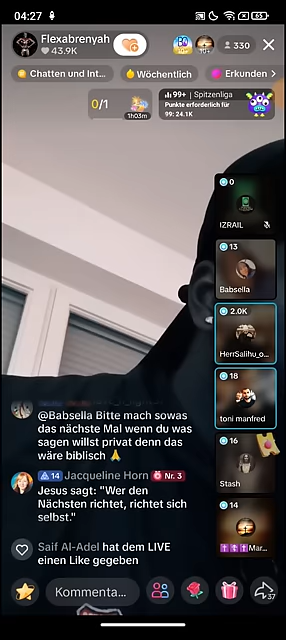 04:27
65
Flexabrenyah
43.9K
10+
330
Chatten und Int...
Wöchentlich
Erkunden
0/1
1h03m
99+ | Spitzenliga
Punkte erforderlich für
99: 24.1K
0
IZRAIL
13
Babsella
2.0K
HerrSalihu_o...
18
toni manfred
16
Stash
14
Mar...
@Babsella Bitte mach sowas
das nächste Mal wenn du was
sagen willst privat denn das
wäre biblisch 🙏
14 Jacqueline Horn Nr. 3
Jesus sagt: "Wer den
Nächsten richtet, richtet sich
selbst."
Saif Al-Adel hat dem LIVE
einen Like gegeben
Kommenta...
37